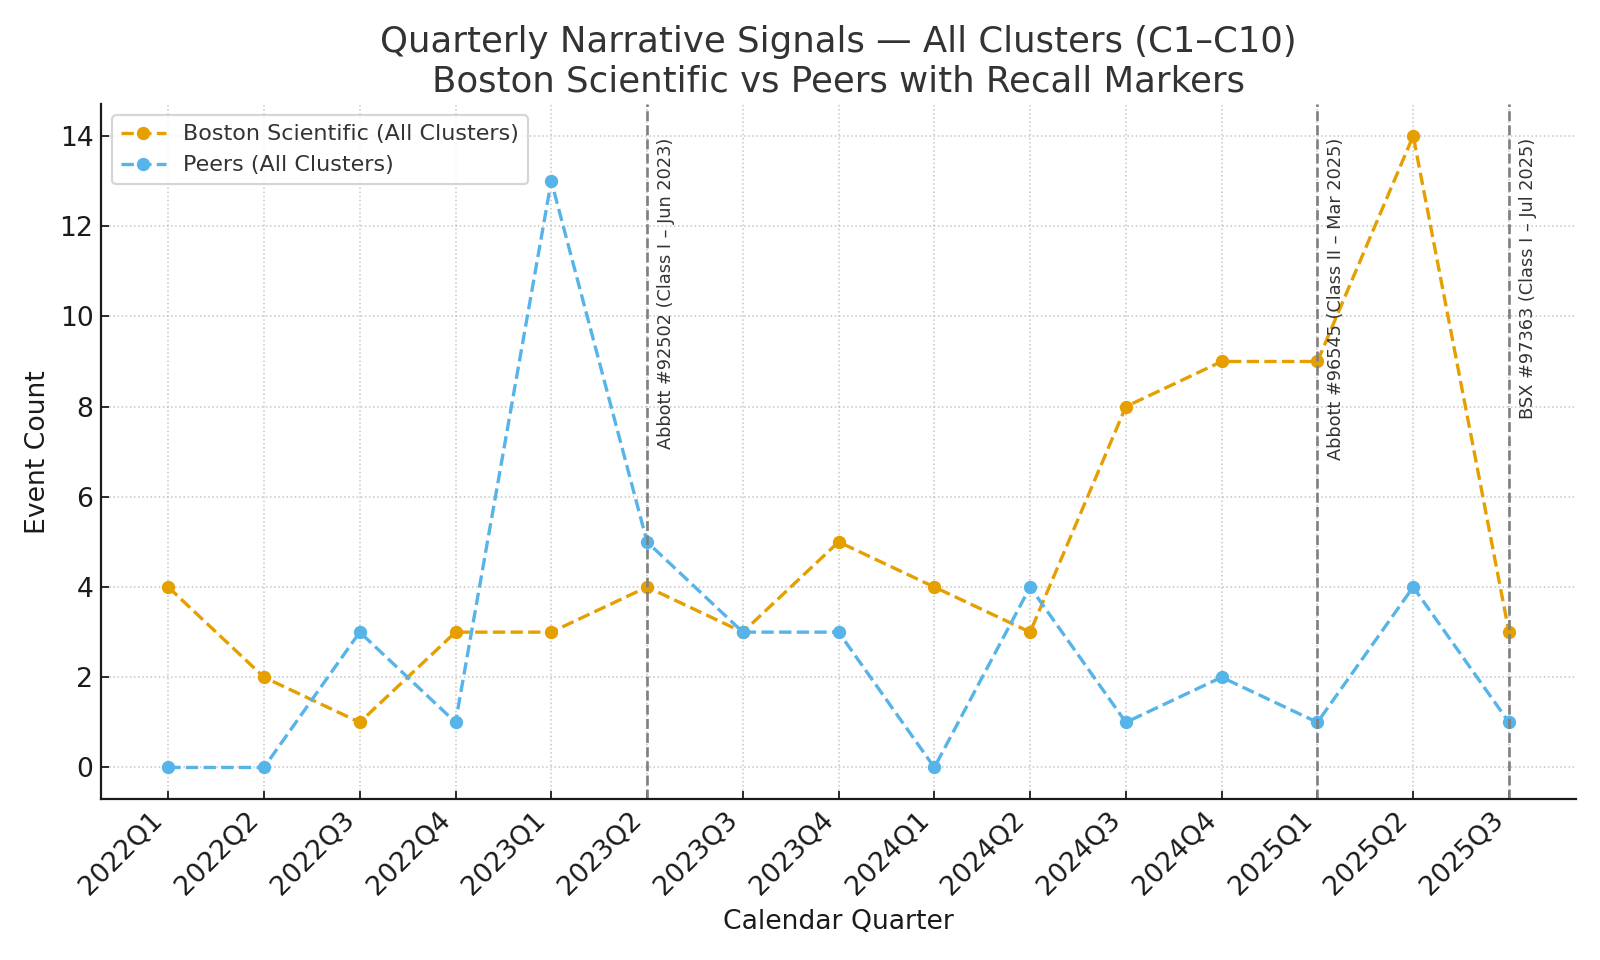 Quarterly Narrative Signals — All Clusters (C1–C10)
Boston Scientific vs Peers with Recall Markers
Boston Scientific (All Clusters)
Peers (All Clusters)
Event Count
14
12
10
8
6
4
2
0
Abbott #92502 (Class I – Jun 2023)
Abbott #96545 (Class II – Mar 2025)
BSX #97363 (Class I – Jul 2025)
2022Q1
2022Q2
2022Q3
2022Q4
2023Q1
2023Q2
2023Q3
2023Q4
2024Q1
2024Q2
2024Q3
2024Q4
2025Q1
2025Q2
2025Q3
Calendar Quarter